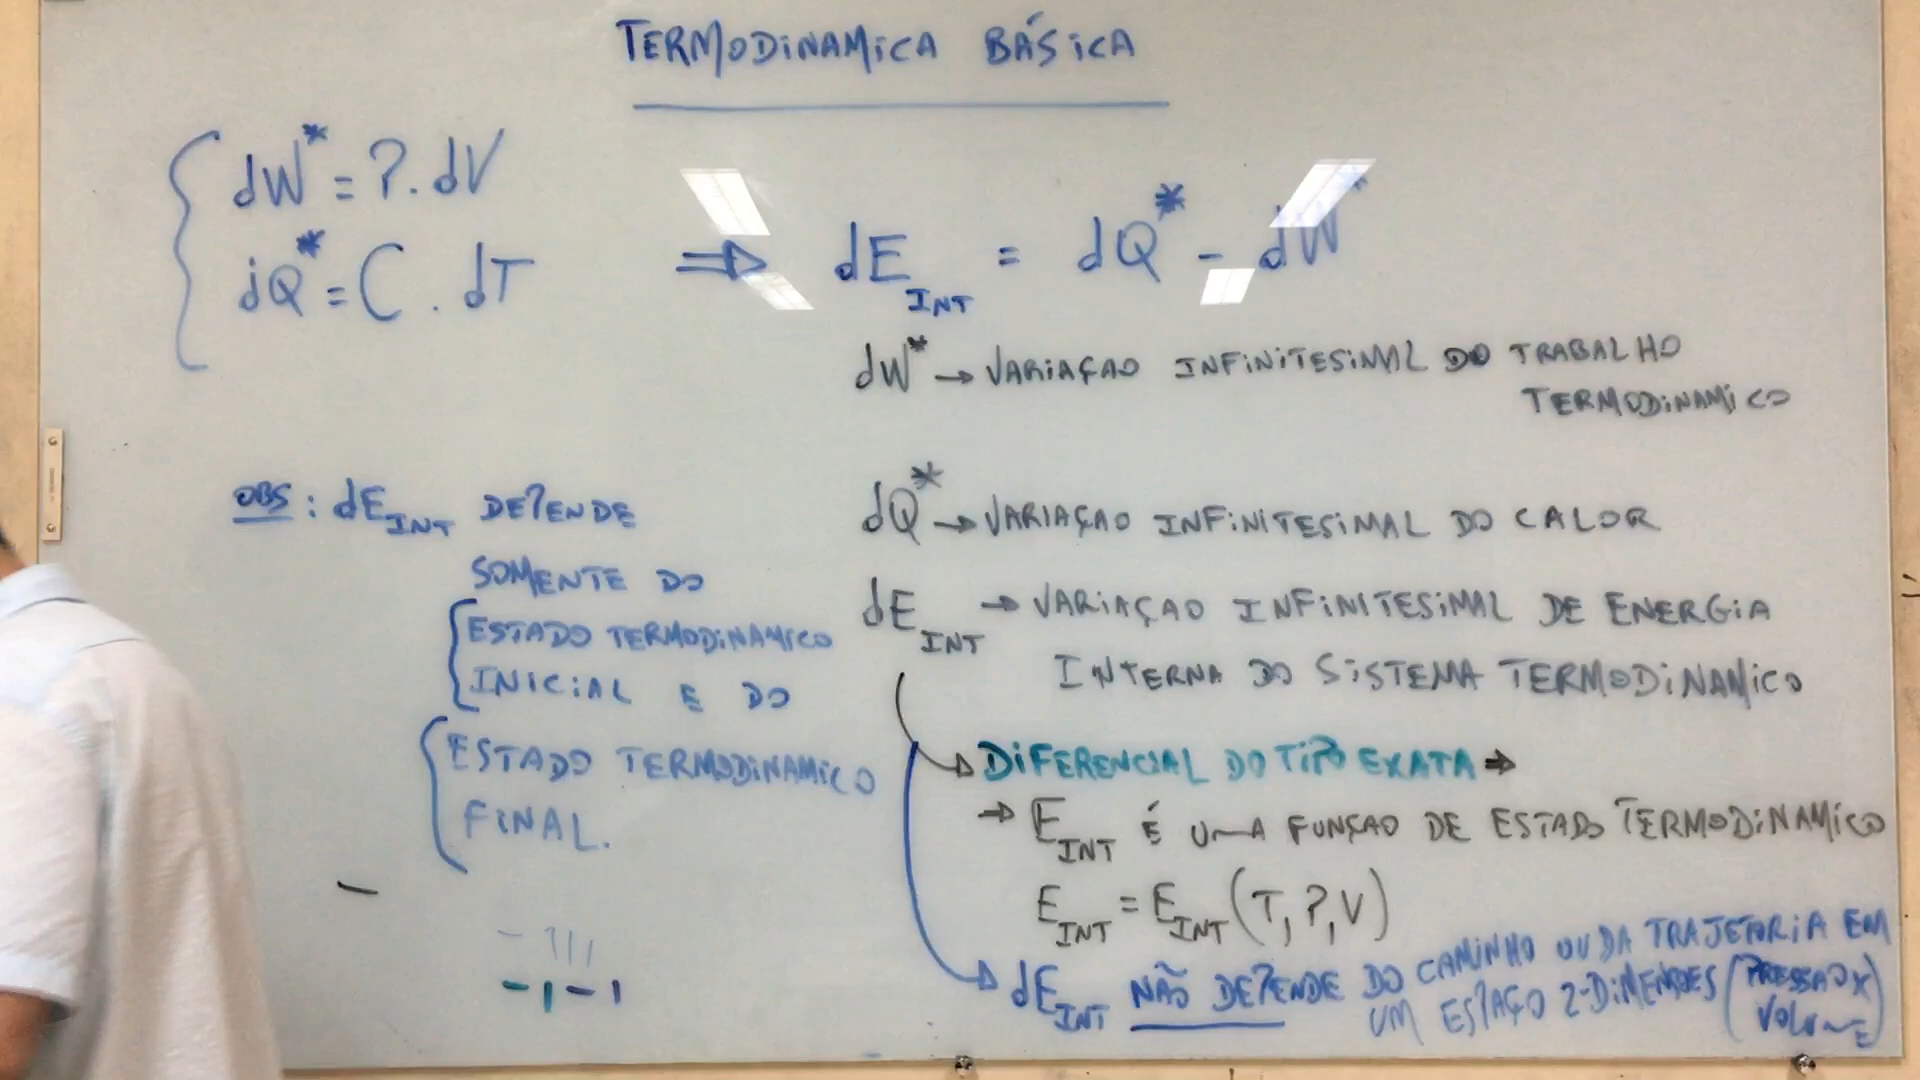 TERMODINAMICA BÁSICA
dW* = P.dV
dQ* = C . dT
⇒ dE_INT = dQ* - dW*
dW* → VARIAÇAO INFINITESIMAL DO TRABALHO
TERMODINAMICO
OBS: dE_INT DEPENDE
SOMENTE DO
ESTADO TERMODINAMICO
INICIAL E DO
ESTADO TERMODINAMICO
FINAL.
dQ* → VARIAÇAO INFINITESIMAL DO CALOR
dE_INT → VARIAÇAO INFINITESIMAL DE ENERGIA
INTERNA DO SISTEMA TERMODINAMICO
→ DIFERENCIAL DO TIPO EXATA →
→ E_INT É UMA FUNÇAO DE ESTADO TERMODINAMICO
E_INT = E_INT (T, P, V)
→ dE_INT NÃO DEPENDE DO CAMINHO OU DA TRAJETORIA EM
UM ESPAÇO 2-DIMENSOES (PRESSAO X
VOLUME)